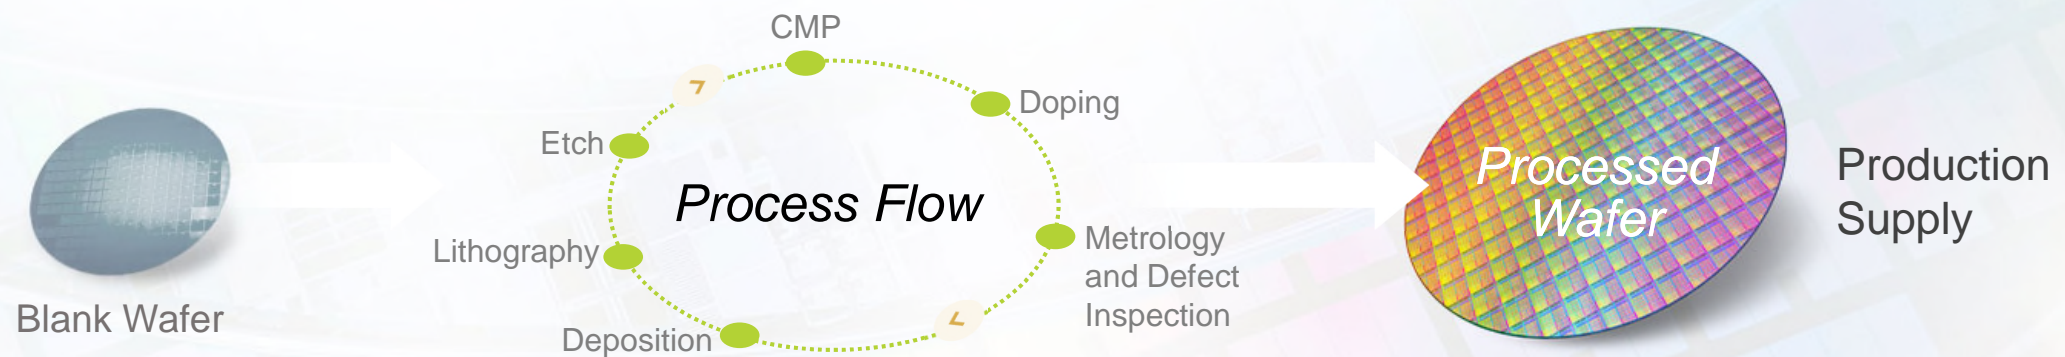 Blank Wafer
Process Flow
CMP
Doping
Metrology
and Defect
Inspection
Deposition
Lithography
Etch
Processed
Wafer
Production
Supply